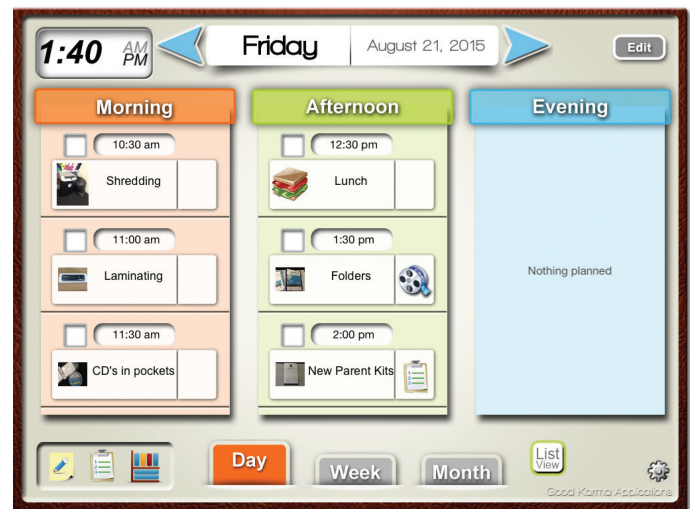 1:40 AM PM
Friday August 21, 2015
Edit
Morning
10:30 am
Shredding
11:00 am
Laminating
11:30 am
CD's in pockets
Afternoon
12:30 pm
Lunch
1:30 pm
Folders
2:00 pm
New Parent Kits
Evening
Nothing planned
Day
Week
Month
List
View
Good Karma Applications